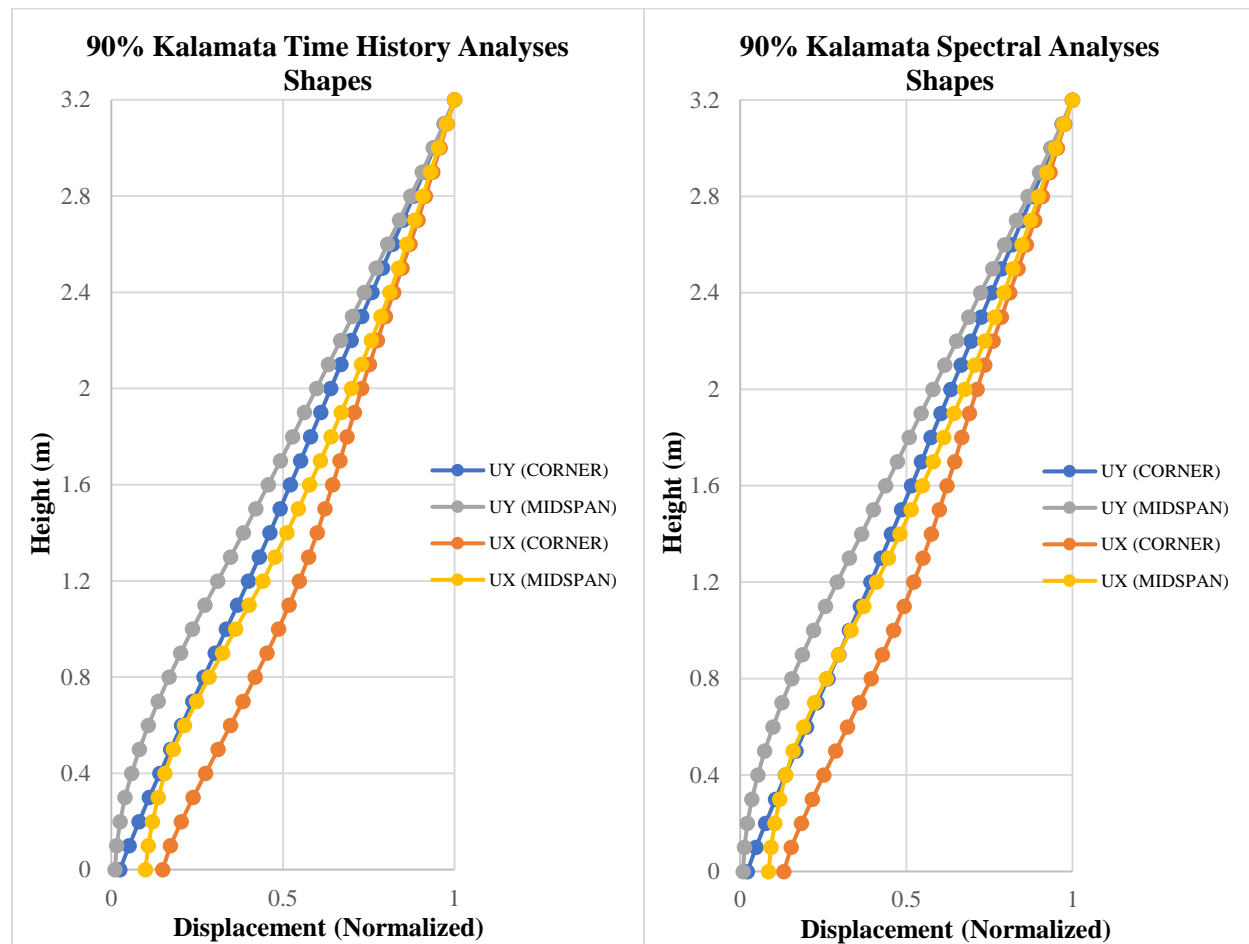 90% Kalamata Time History Analyses
Shapes
3.2
2.8
2.4
2
1.6
1.2
0.8
0.4
0
Height (m)
UY (CORNER)
UY (MIDSPAN)
UX (CORNER)
UX (MIDSPAN)
0
0.5
1
Displacement (Normalized)
90% Kalamata Spectral Analyses
Shapes
3.2
2.8
2.4
2
1.6
1.2
0.8
0.4
0
Height (m)
UY (CORNER)
UY (MIDSPAN)
UX (CORNER)
UX (MIDSPAN)
0
0.5
1
Displacement (Normalized)